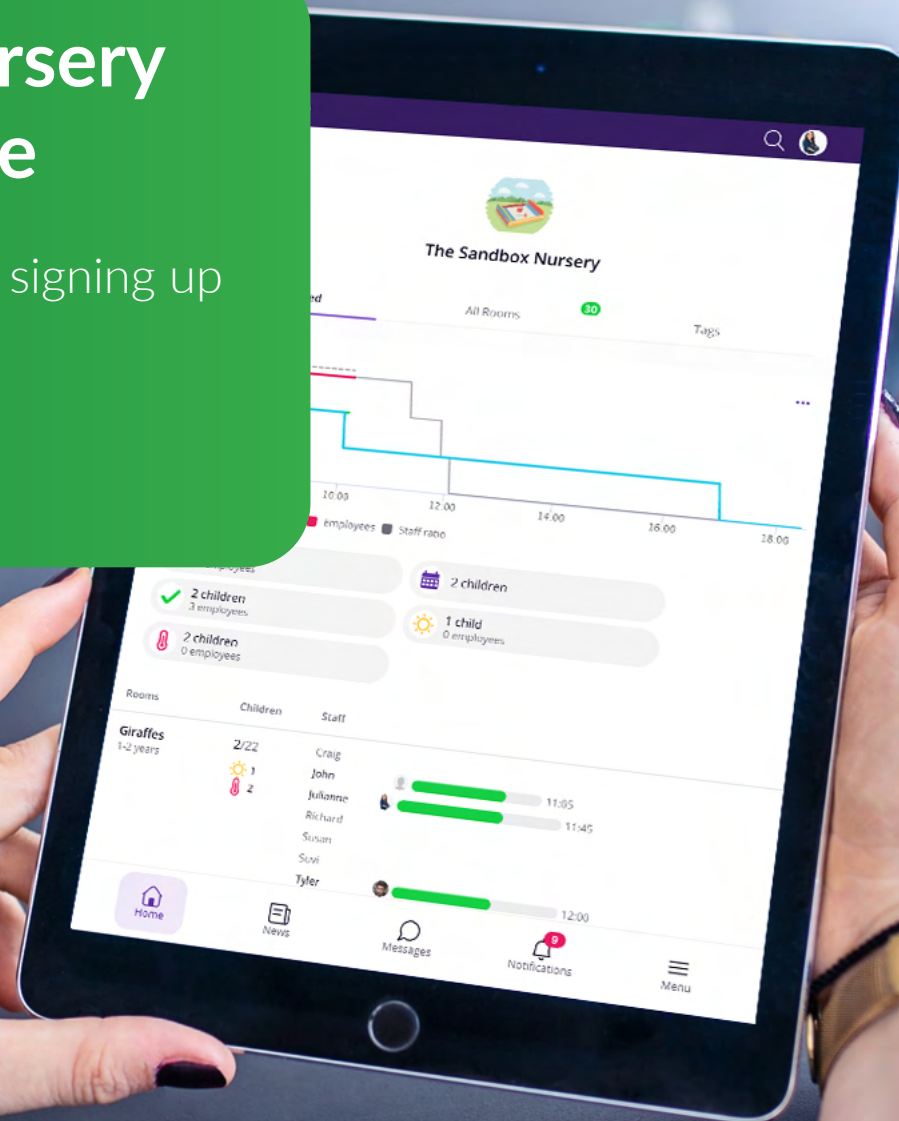 rsery
e
signing up
The Sandbox Nursery
ed
All Rooms
30
Tags
10:00
12:00
14:00
16:00
18:00
Employees
Staff ratio
2 children
3 employees
2 children
0 employees
2 children
1 child
0 employees
Rooms
Children
Staff
Giraffes
1-2 years
2/22
1
2
Craig
John
11:05
Julianne
11:45
Richard
Susan
Suvi
Tyler
12:00
Home
News
Messages
9
Notifications
Menu